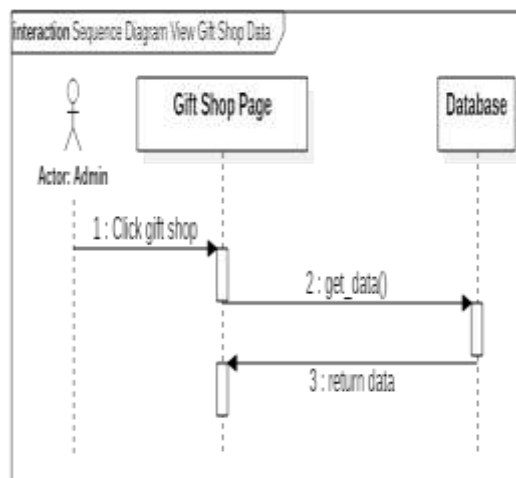 interaction Sequence Diagram View Gift Shop Data
Gift Shop Page
Database
Actor: Admin
1 : Click gift shop
2 : get_data()
3 : return data